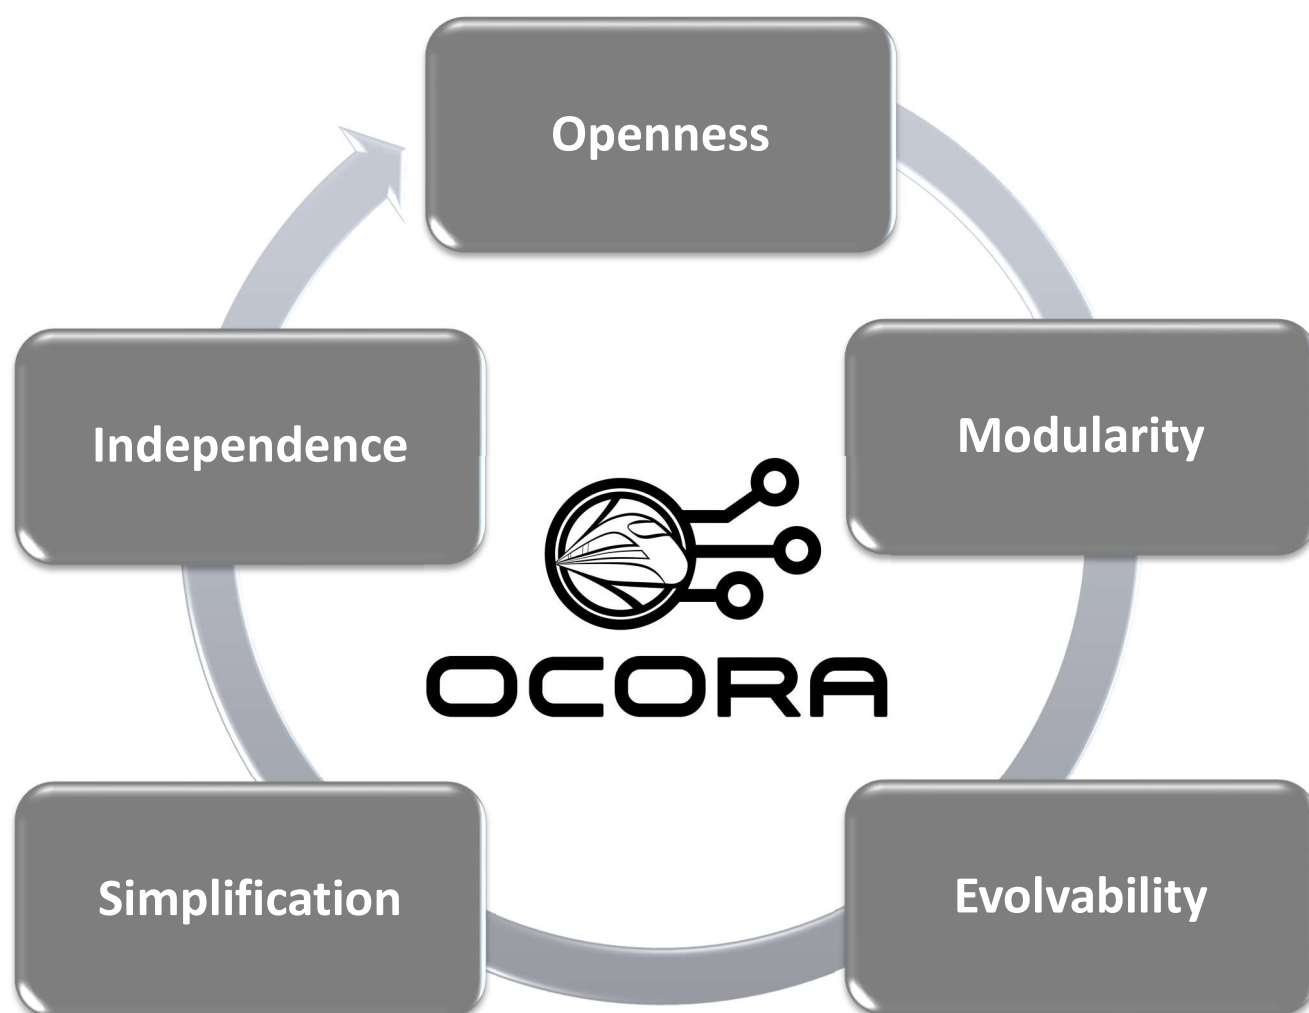 Openness
Modularity
Independence
OCORA
Simplification
Evolvability